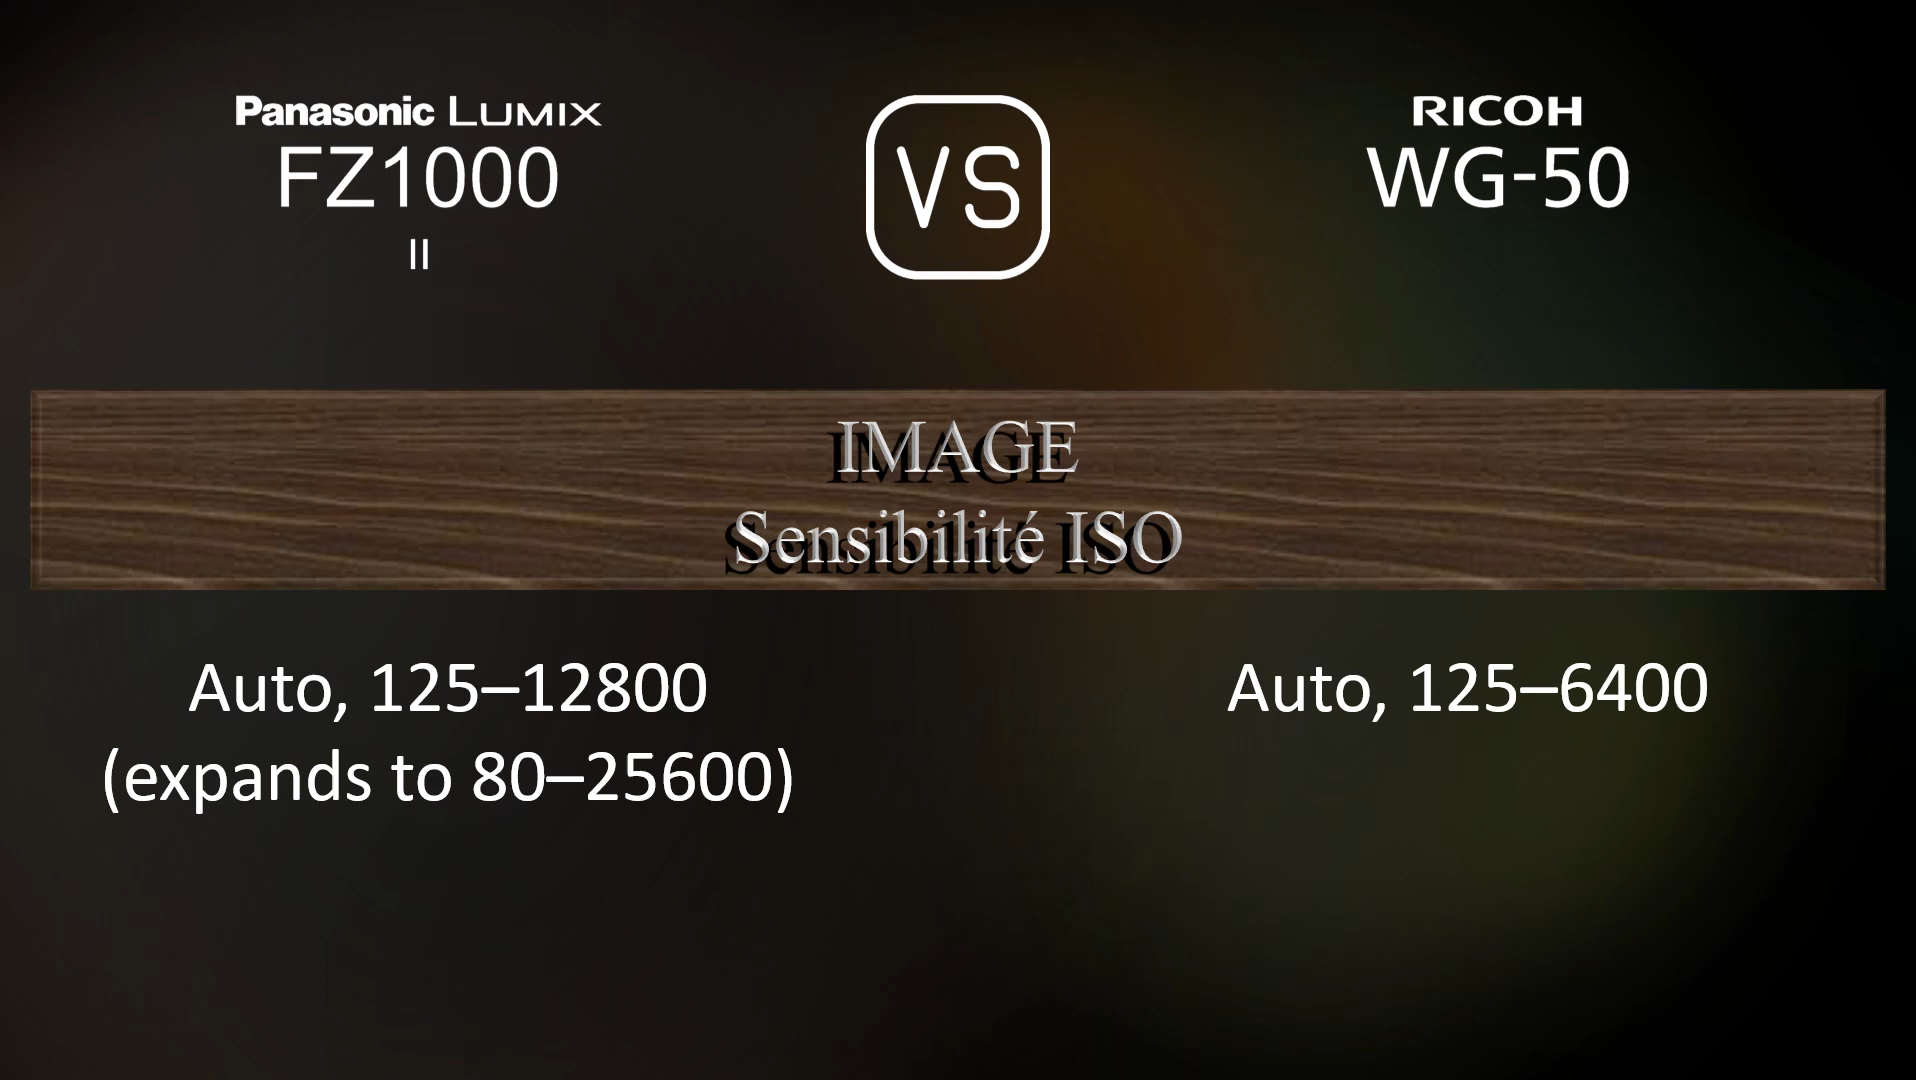 Panasonic LUMIX
FZ1000
II
VS
RICOH
WG-50
IMAGE
Sensibilité ISO
Auto, 125–12800
(expands to 80–25600)
Auto, 125–6400